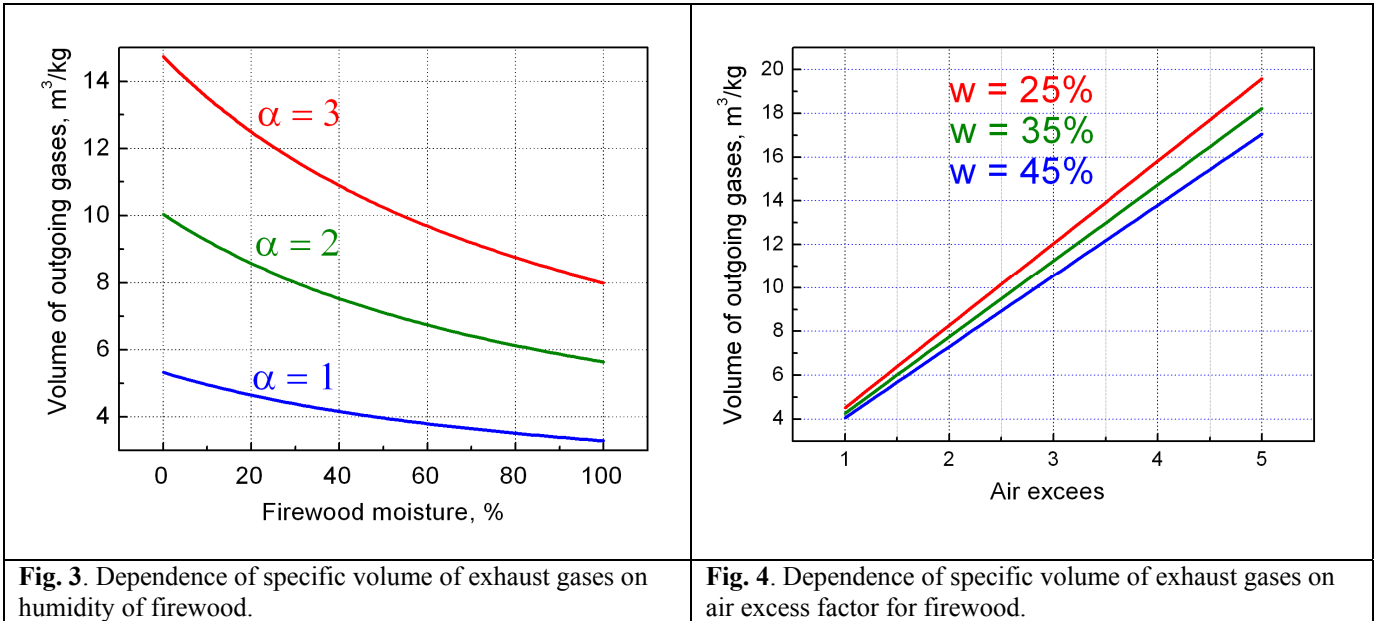 Volume of outgoing gases, m³/kg
14
12
10
8
6
4
α = 3
α = 2
α = 1
0 20 40 60 80 100
Firewood moisture, %
Volume of outgoing gases, m³/kg
20
18
16
14
12
10
8
6
4
w = 25%
w = 35%
w = 45%
1 2 3 4 5
Air excees
Fig. 3. Dependence of specific volume of exhaust gases on
humidity of firewood.
Fig. 4. Dependence of specific volume of exhaust gases on
air excess factor for firewood.